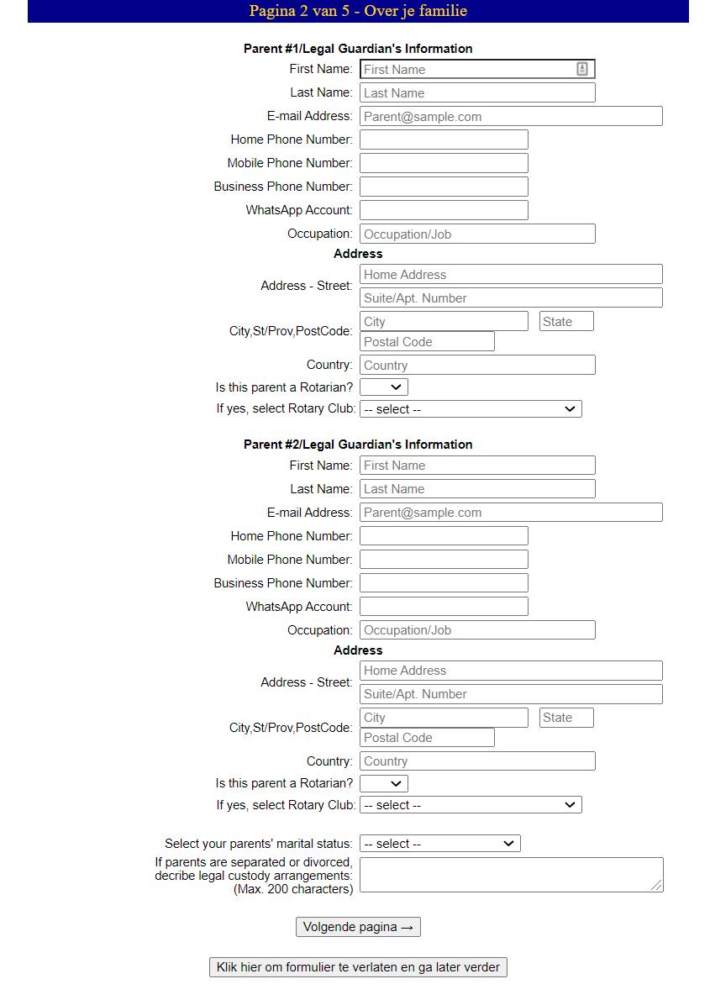 Pagina 2 van 5 - Over je familie
Parent #1/Legal Guardian's Information
First Name: First Name
Last Name: Last Name
E-mail Address: Parent@sample.com
Home Phone Number:
Mobile Phone Number:
Business Phone Number:
WhatsApp Account:
Occupation: Occupation/Job
Address
Address - Street: Home Address
Suite/Apt. Number
City,St/Prov,PostCode: City State
Postal Code
Country: Country
Is this parent a Rotarian?
If yes, select Rotary Club: -- select --
Parent #2/Legal Guardian's Information
First Name: First Name
Last Name: Last Name
E-mail Address: Parent@sample.com
Home Phone Number:
Mobile Phone Number:
Business Phone Number:
WhatsApp Account:
Occupation: Occupation/Job
Address
Address - Street: Home Address
Suite/Apt. Number
City,St/Prov,PostCode: City State
Postal Code
Country: Country
Is this parent a Rotarian?
If yes, select Rotary Club: -- select --
Select your parents' marital status: -- select --
If parents are separated or divorced,
decribe legal custody arrangements:
(Max. 200 characters)
Volgende pagina →
Klik hier om formulier te verlaten en ga later verder